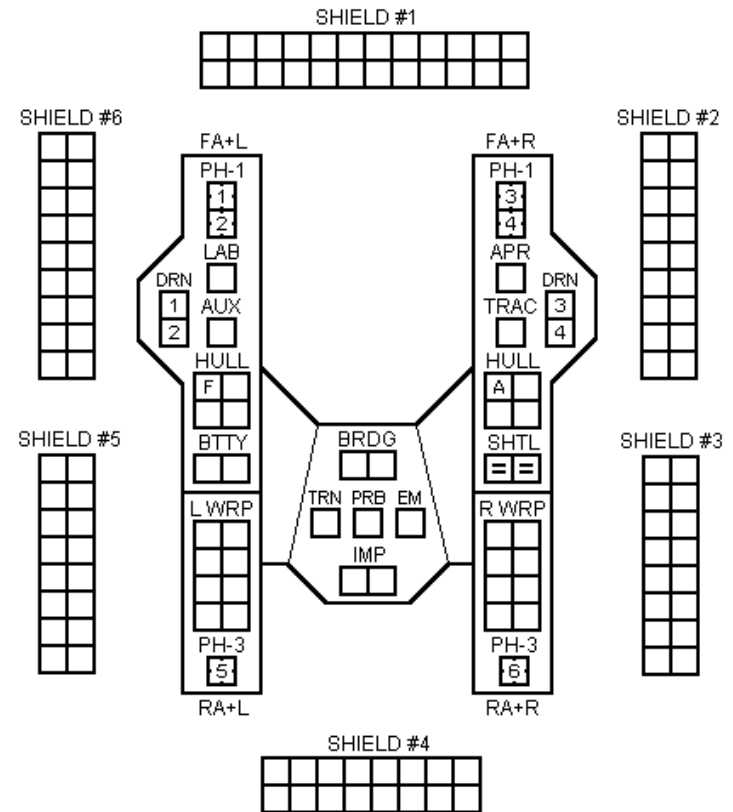 SHIELD #1
SHIELD #6
SHIELD #2
FA+L
FA+R
PH-1
PH-1
1
3
2
4
LAB
APR
DRN
DRN
1
AUX
TRAC
3
2
4
HULL
HULL
F
A
SHIELD #5
BTTY
BRDG
SHTL
SHIELD #3
= =
L WRP
TRN PRB EM
R WRP
IMP
PH-3
PH-3
5
6
RA+L
RA+R
SHIELD #4